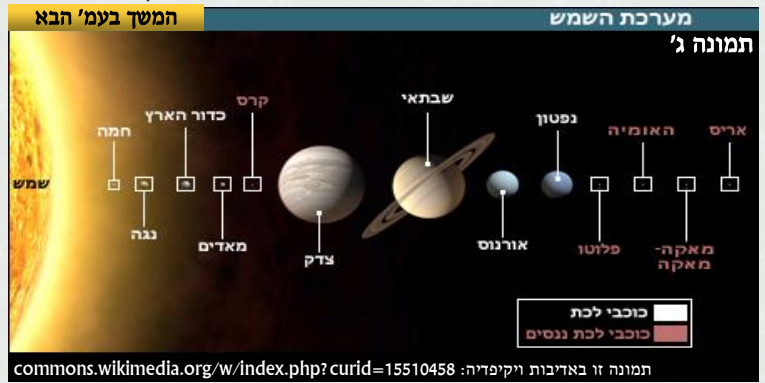 המשך בעמ' הבא
מערכת השמש
תמונה ג'
שמש
חמה
נגה
כדור הארץ
מאדים
קרס
צדק
שבתאי
אורנוס
נפטון
פלוטו
האומיה
מאקה-
מאקה
אריס
כוכבי לכת
כוכבי לכת ננסים
תמונה זו באדיבות ויקיפדיה: commons.wikimedia.org/w/index.php?curid=15510458